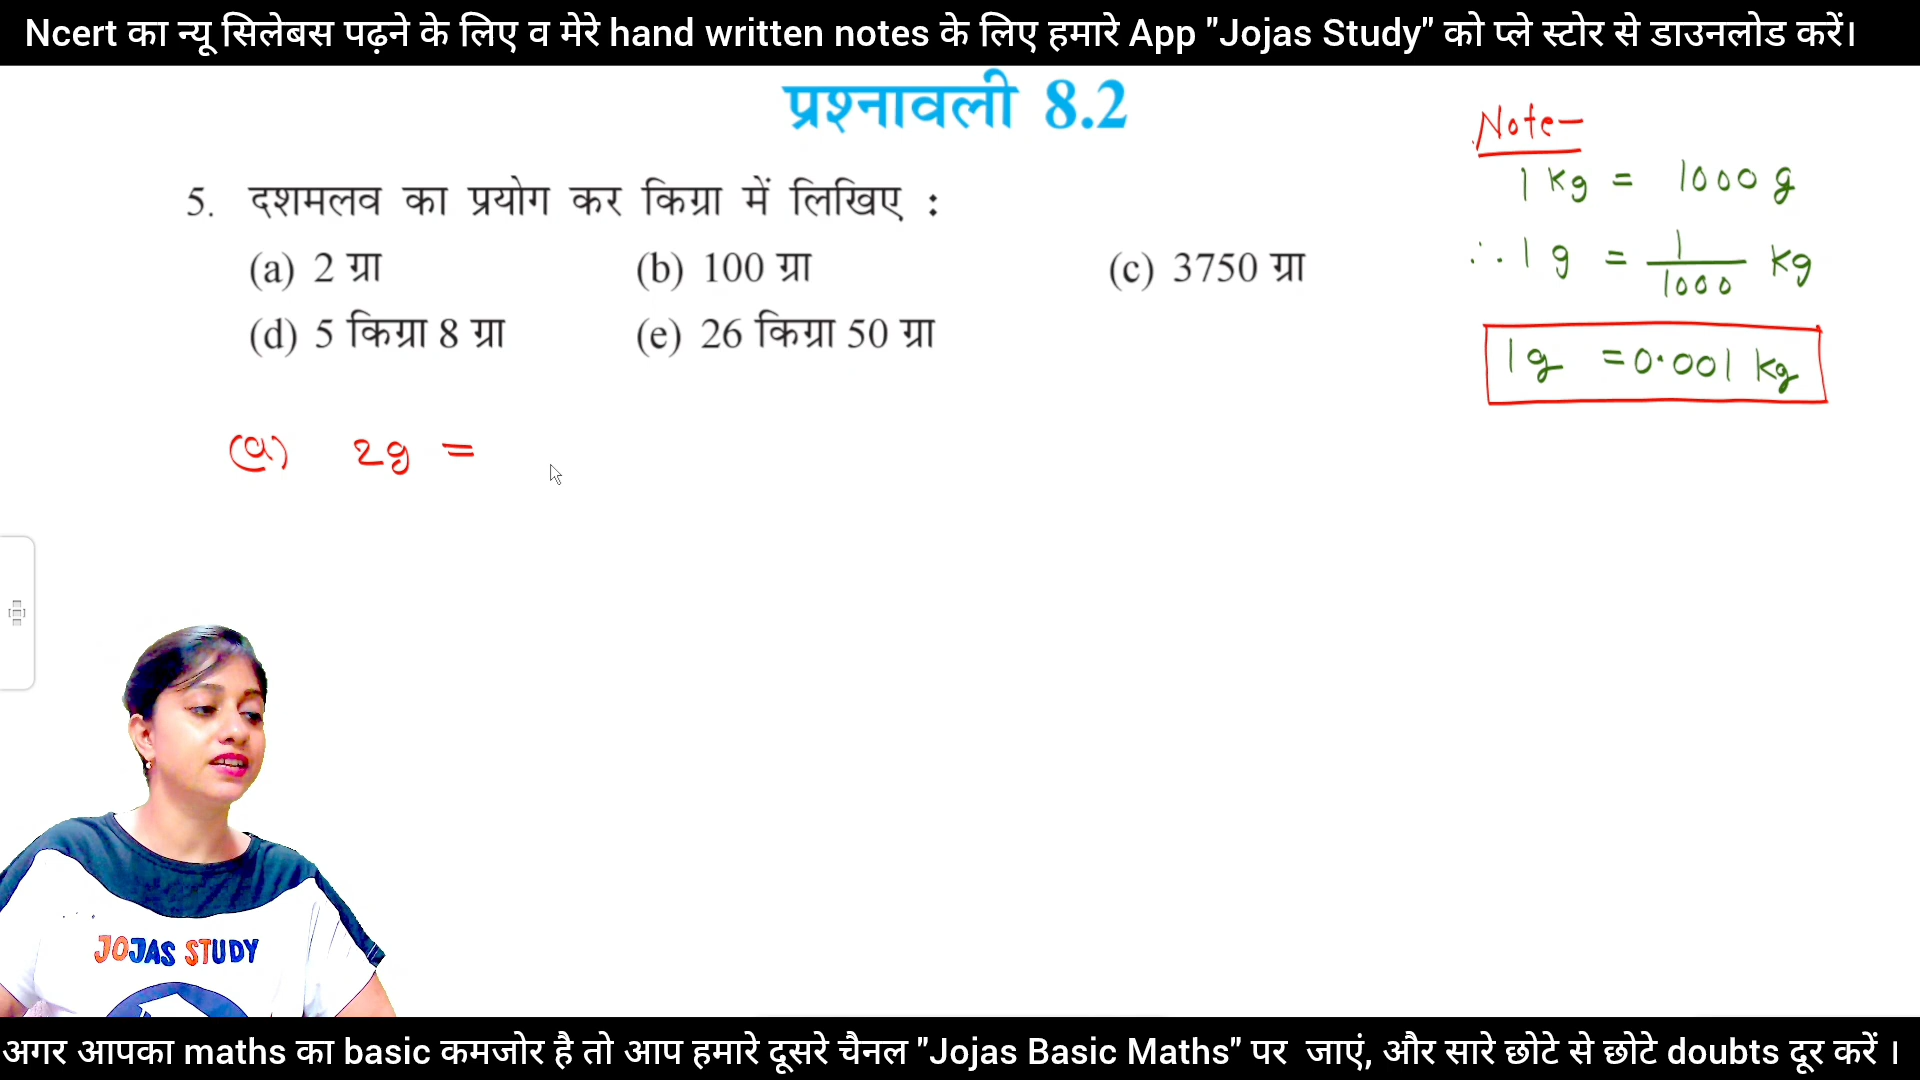 Ncert का न्यू सिलेबस पढ़ने के लिए व मेरे hand written notes के लिए हमारे App "Jojas Study" को प्ले स्टोर से डाउनलोड करें।
प्रश्नावली 8.2
5. दशमलव का प्रयोग कर किग्रा में लिखिए :
(a) 2 ग्रा (b) 100 ग्रा (c) 3750 ग्रा
(d) 5 किग्रा 8 ग्रा (e) 26 किग्रा 50 ग्रा
Note-
1 kg = 1000 g
∴ 1 g = 1/1000 kg
1g = 0.001 kg
(a) 2g =
JOJAS STUDY
अगर आपका maths का basic कमजोर है तो आप हमारे दूसरे चैनल "Jojas Basic Maths" पर जाएं, और सारे छोटे से छोटे doubts दूर करें ।